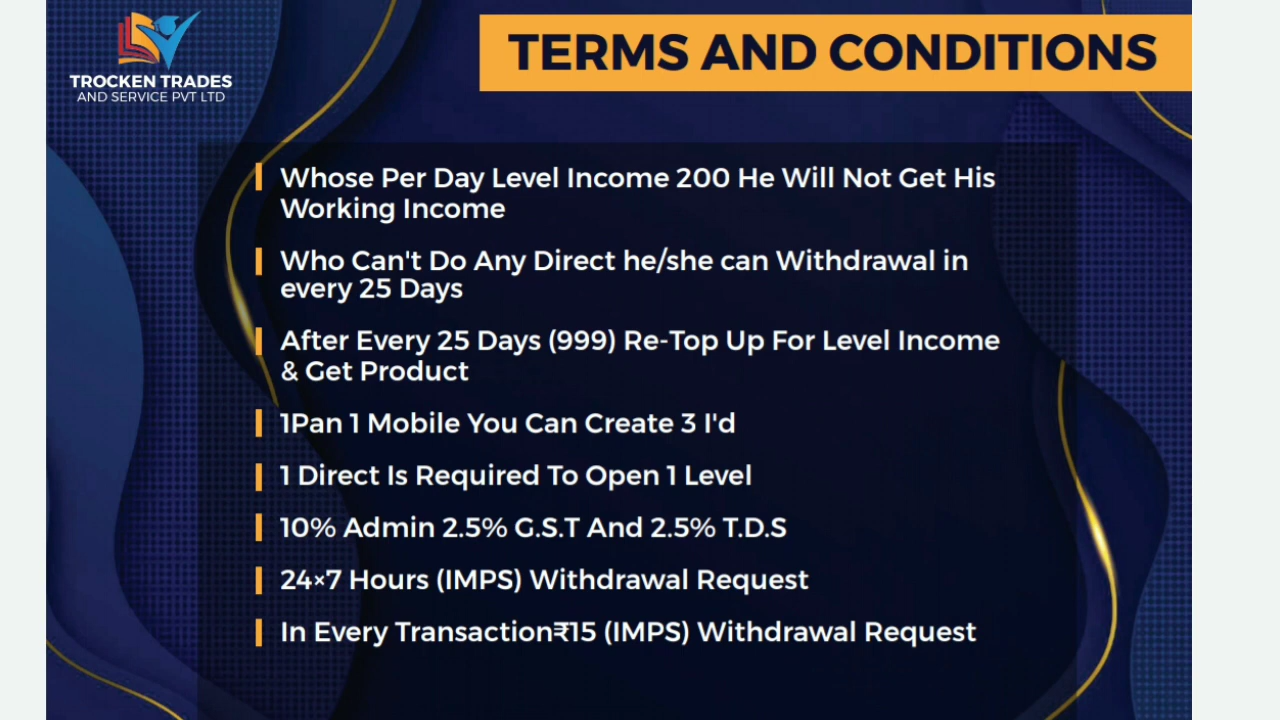 TROCKEN TRADES
AND SERVICE PVT LTD
TERMS AND CONDITIONS
Whose Per Day Level Income 200 He Will Not Get His
Working Income
Who Can't Do Any Direct he/she can Withdrawal in
every 25 Days
After Every 25 Days (999) Re-Top Up For Level Income
& Get Product
1Pan 1 Mobile You Can Create 3 I'd
1 Direct Is Required To Open 1 Level
10% Admin 2.5% G.S.T And 2.5% T.D.S
24×7 Hours (IMPS) Withdrawal Request
In Every Transaction₹15 (IMPS) Withdrawal Request